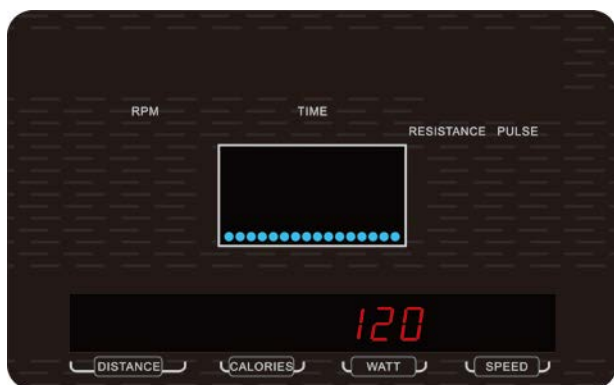 RPM TIME
RESISTANCE PULSE
120
DISTANCE CALORIES WATT SPEED